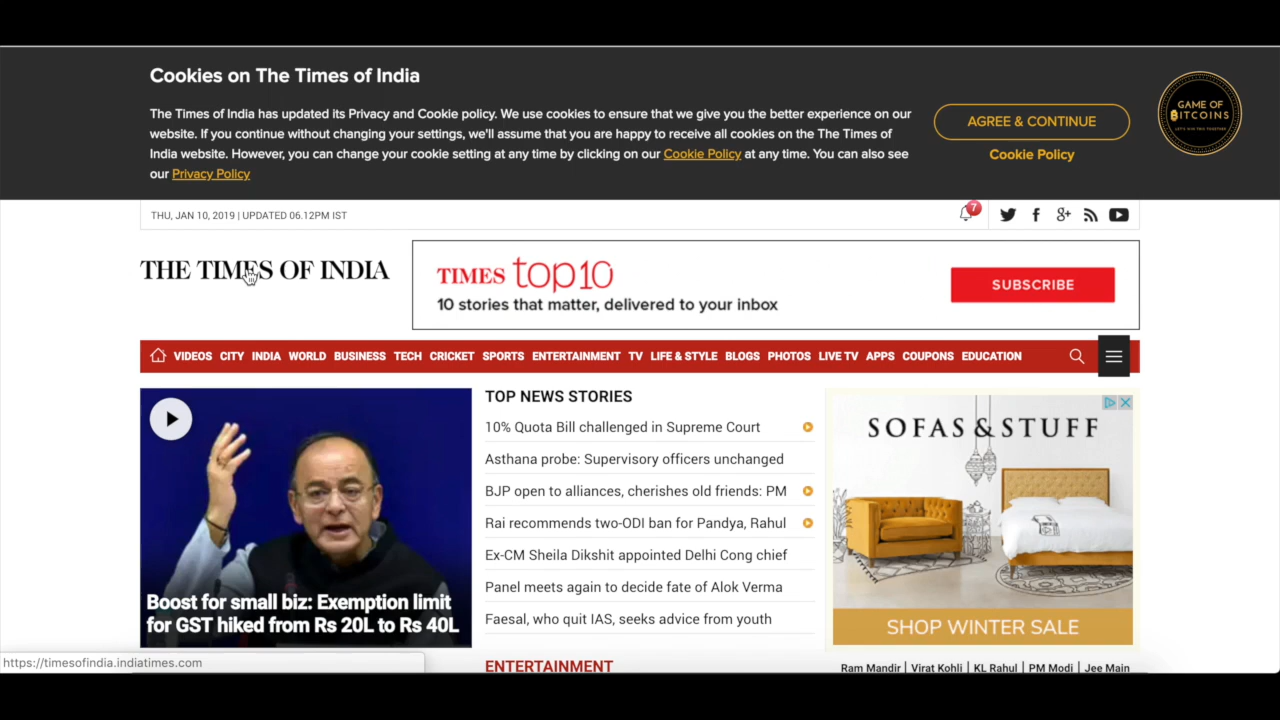 Cookies on The Times of India
The Times of India has updated its Privacy and Cookie policy. We use cookies to ensure that we give you the better experience on our
website. If you continue without changing your settings, we'll assume that you are happy to receive all cookies on the The Times of
India website. However, you can change your cookie setting at any time by clicking on our Cookie Policy at any time. You can also see
our Privacy Policy
AGREE & CONTINUE
Cookie Policy
GAME OF
BITCOINS
LET'S WIN THIS TOGETHER
THU, JAN 10, 2019 | UPDATED 06.12PM IST
7
THE TIMES OF INDIA
TIMES top10
10 stories that matter, delivered to your inbox
SUBSCRIBE
VIDEOS CITY INDIA WORLD BUSINESS TECH CRICKET SPORTS ENTERTAINMENT TV LIFE & STYLE BLOGS PHOTOS LIVE TV APPS COUPONS EDUCATION
Boost for small biz: Exemption limit
for GST hiked from Rs 20L to Rs 40L
TOP NEWS STORIES
10% Quota Bill challenged in Supreme Court
Asthana probe: Supervisory officers unchanged
BJP open to alliances, cherishes old friends: PM
Rai recommends two-ODI ban for Pandya, Rahul
Ex-CM Sheila Dikshit appointed Delhi Cong chief
Panel meets again to decide fate of Alok Verma
Faesal, who quit IAS, seeks advice from youth
ENTERTAINMENT
SOFAS & STUFF
SHOP WINTER SALE
Ram Mandir | Virat Kohli | KL Rahul | PM Modi | Jee Main
https://timesofindia.indiatimes.com